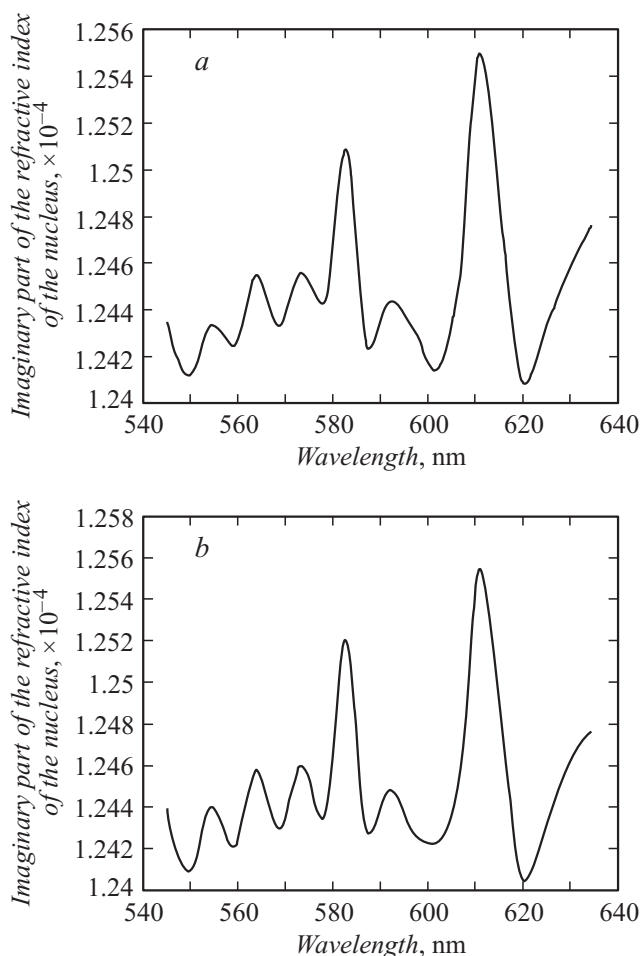 1.256
a
1.254
1.252
1.25
1.248
1.246
1.244
1.242
1.24
Imaginary part of the refractive index
of the nucleus, ×10⁻⁴
540 560 580 600 620 640
Wavelength, nm
1.258
b
1.256
1.254
1.252
1.25
1.248
1.246
1.244
1.242
1.24
Imaginary part of the refractive index
of the nucleus, ×10⁻⁴
540 560 580 600 620 640
Wavelength, nm